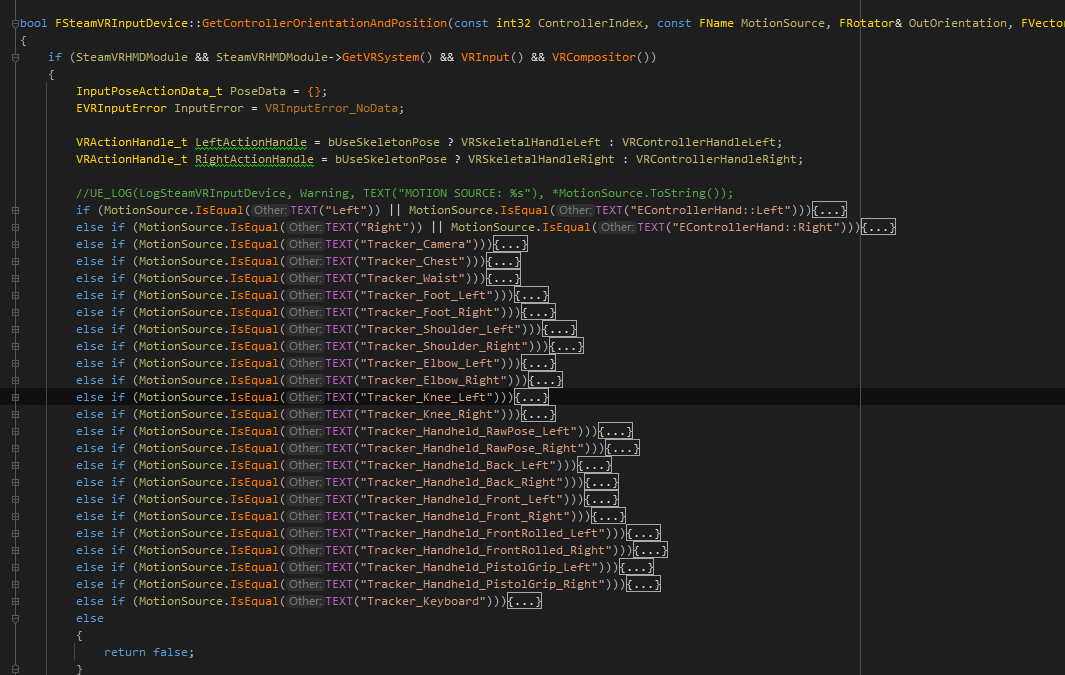 bool FSteamVRInputDevice::GetControllerOrientationAndPosition(const int32 ControllerIndex, const FName MotionSource, FRotator& OutOrientation, FVecto
{
if (SteamVRHMDModule && SteamVRHMDModule->GetVRSystem() && VRInput() && VRCompositor())
{
InputPoseActionData_t PoseData = {};
EVRInputError InputError = VRInputError_NoData;
VRActionHandle_t LeftActionHandle = bUseSkeletonPose ? VRSkeletalHandleLeft : VRControllerHandleLeft;
VRActionHandle_t RightActionHandle = bUseSkeletonPose ? VRSkeletalHandleRight : VRControllerHandleRight;
//UE_LOG(LogSteamVRInputDevice, Warning, TEXT("MOTION SOURCE: %s"), *MotionSource.ToString());
if (MotionSource.IsEqual(Other:TEXT("Left")) || MotionSource.IsEqual(Other:TEXT("EControllerHand::Left"))){...}
else if (MotionSource.IsEqual(Other:TEXT("Right")) || MotionSource.IsEqual(Other:TEXT("EControllerHand::Right"))){...}
else if (MotionSource.IsEqual(Other:TEXT("Tracker_Camera"))){...}
else if (MotionSource.IsEqual(Other:TEXT("Tracker_Chest"))){...}
else if (MotionSource.IsEqual(Other:TEXT("Tracker_Waist"))){...}
else if (MotionSource.IsEqual(Other:TEXT("Tracker_Foot_Left"))){...}
else if (MotionSource.IsEqual(Other:TEXT("Tracker_Foot_Right"))){...}
else if (MotionSource.IsEqual(Other:TEXT("Tracker_Shoulder_Left"))){...}
else if (MotionSource.IsEqual(Other:TEXT("Tracker_Shoulder_Right"))){...}
else if (MotionSource.IsEqual(Other:TEXT("Tracker_Elbow_Left"))){...}
else if (MotionSource.IsEqual(Other:TEXT("Tracker_Elbow_Right"))){...}
else if (MotionSource.IsEqual(Other:TEXT("Tracker_Knee_Left"))){...}
else if (MotionSource.IsEqual(Other:TEXT("Tracker_Knee_Right"))){...}
else if (MotionSource.IsEqual(Other:TEXT("Tracker_Handheld_RawPose_Left"))){...}
else if (MotionSource.IsEqual(Other:TEXT("Tracker_Handheld_RawPose_Right"))){...}
else if (MotionSource.IsEqual(Other:TEXT("Tracker_Handheld_Back_Left"))){...}
else if (MotionSource.IsEqual(Other:TEXT("Tracker_Handheld_Back_Right"))){...}
else if (MotionSource.IsEqual(Other:TEXT("Tracker_Handheld_Front_Left"))){...}
else if (MotionSource.IsEqual(Other:TEXT("Tracker_Handheld_Front_Right"))){...}
else if (MotionSource.IsEqual(Other:TEXT("Tracker_Handheld_FrontRolled_Left"))){...}
else if (MotionSource.IsEqual(Other:TEXT("Tracker_Handheld_FrontRolled_Right"))){...}
else if (MotionSource.IsEqual(Other:TEXT("Tracker_Handheld_PistolGrip_Left"))){...}
else if (MotionSource.IsEqual(Other:TEXT("Tracker_Handheld_PistolGrip_Right"))){...}
else if (MotionSource.IsEqual(Other:TEXT("Tracker_Keyboard"))){...}
else
{
return false;
}